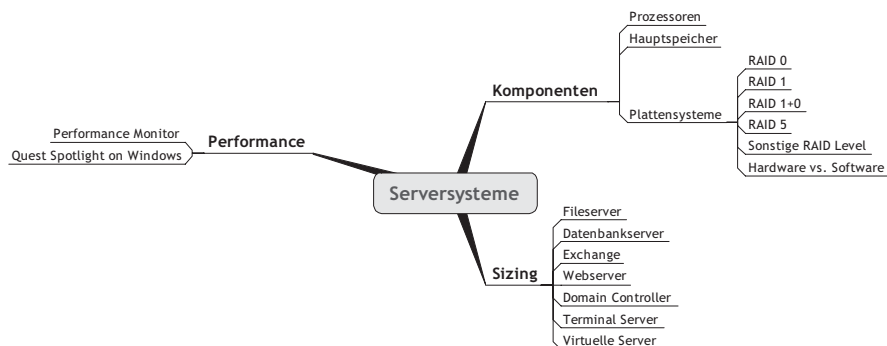 Serversysteme
Komponenten
Prozessoren
Hauptspeicher
Plattensysteme
RAID 0
RAID 1
RAID 1+0
RAID 5
Sonstige RAID Level
Hardware vs. Software
Performance
Performance Monitor
Quest Spotlight on Windows
Sizing
Fileserver
Datenbankserver
Exchange
Webserver
Domain Controller
Terminal Server
Virtuelle Server